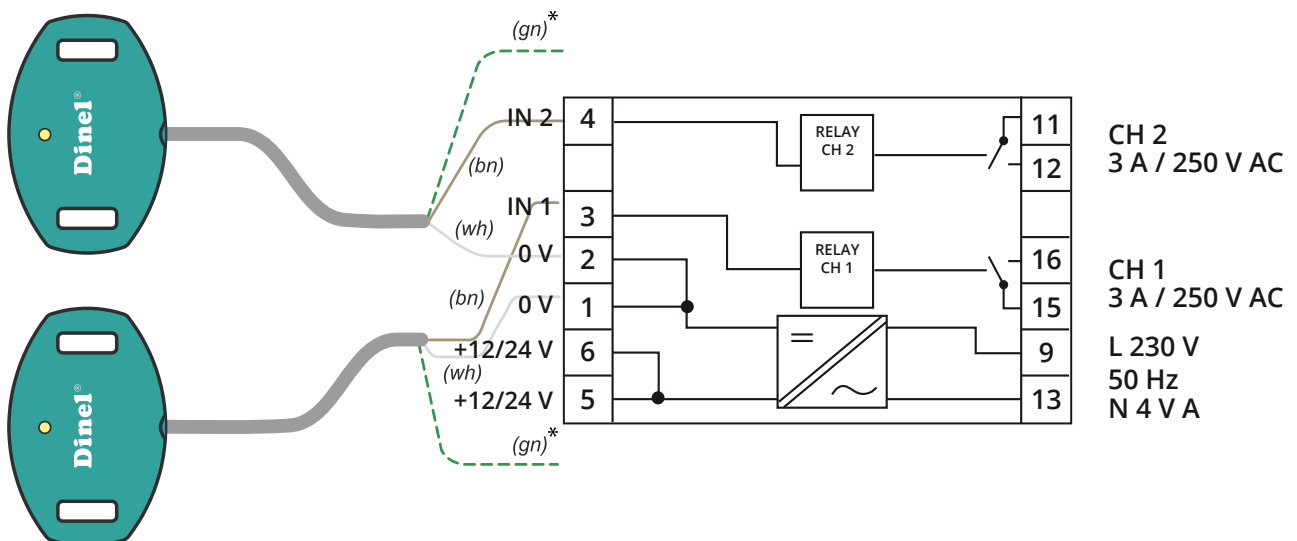 Dinel®
Dinel®
(gn)*
(bn)
(wh)
(bn)
(wh)
(gn)*
IN 2
IN 1
0 V
0 V
+12/24 V
+12/24 V
4
3
2
1
6
5
RELAY
CH 2
RELAY
CH 1
11
12
16
15
9
13
CH 2
3 A / 250 V AC
CH 1
3 A / 250 V AC
L 230 V
50 Hz
N 4 V A